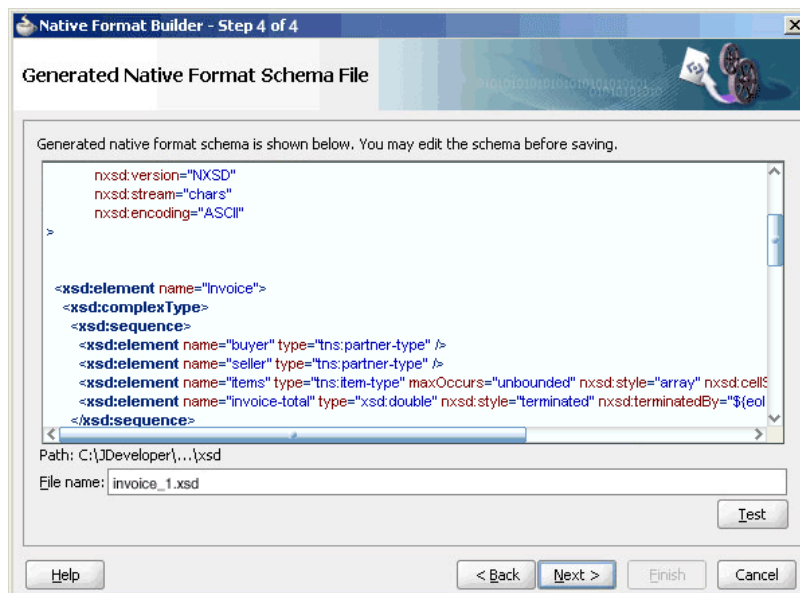 Native Format Builder - Step 4 of 4
Generated Native Format Schema File
Generated native format schema is shown below. You may edit the schema before saving.
nxsd:version="NXSD"
nxsd:stream="chars"
nxsd:encoding="ASCII"
>
<xsd:element name="Invoice">
<xsd:complexType>
<xsd:sequence>
<xsd:element name="buyer" type="tns:partner-type" />
<xsd:element name="seller" type="tns:partner-type" />
<xsd:element name="items" type="tns:item-type" maxOccurs="unbounded" nxsd:style="array" nxsd:cellS
<xsd:element name="invoice-total" type="xsd:double" nxsd:style="terminated" nxsd:terminatedBy="${eol
</xsd:sequence>
Path: C:\JDeveloper\...\xsd
File name: invoice_1.xsd
Test
Help
< Back
Next >
Finish
Cancel